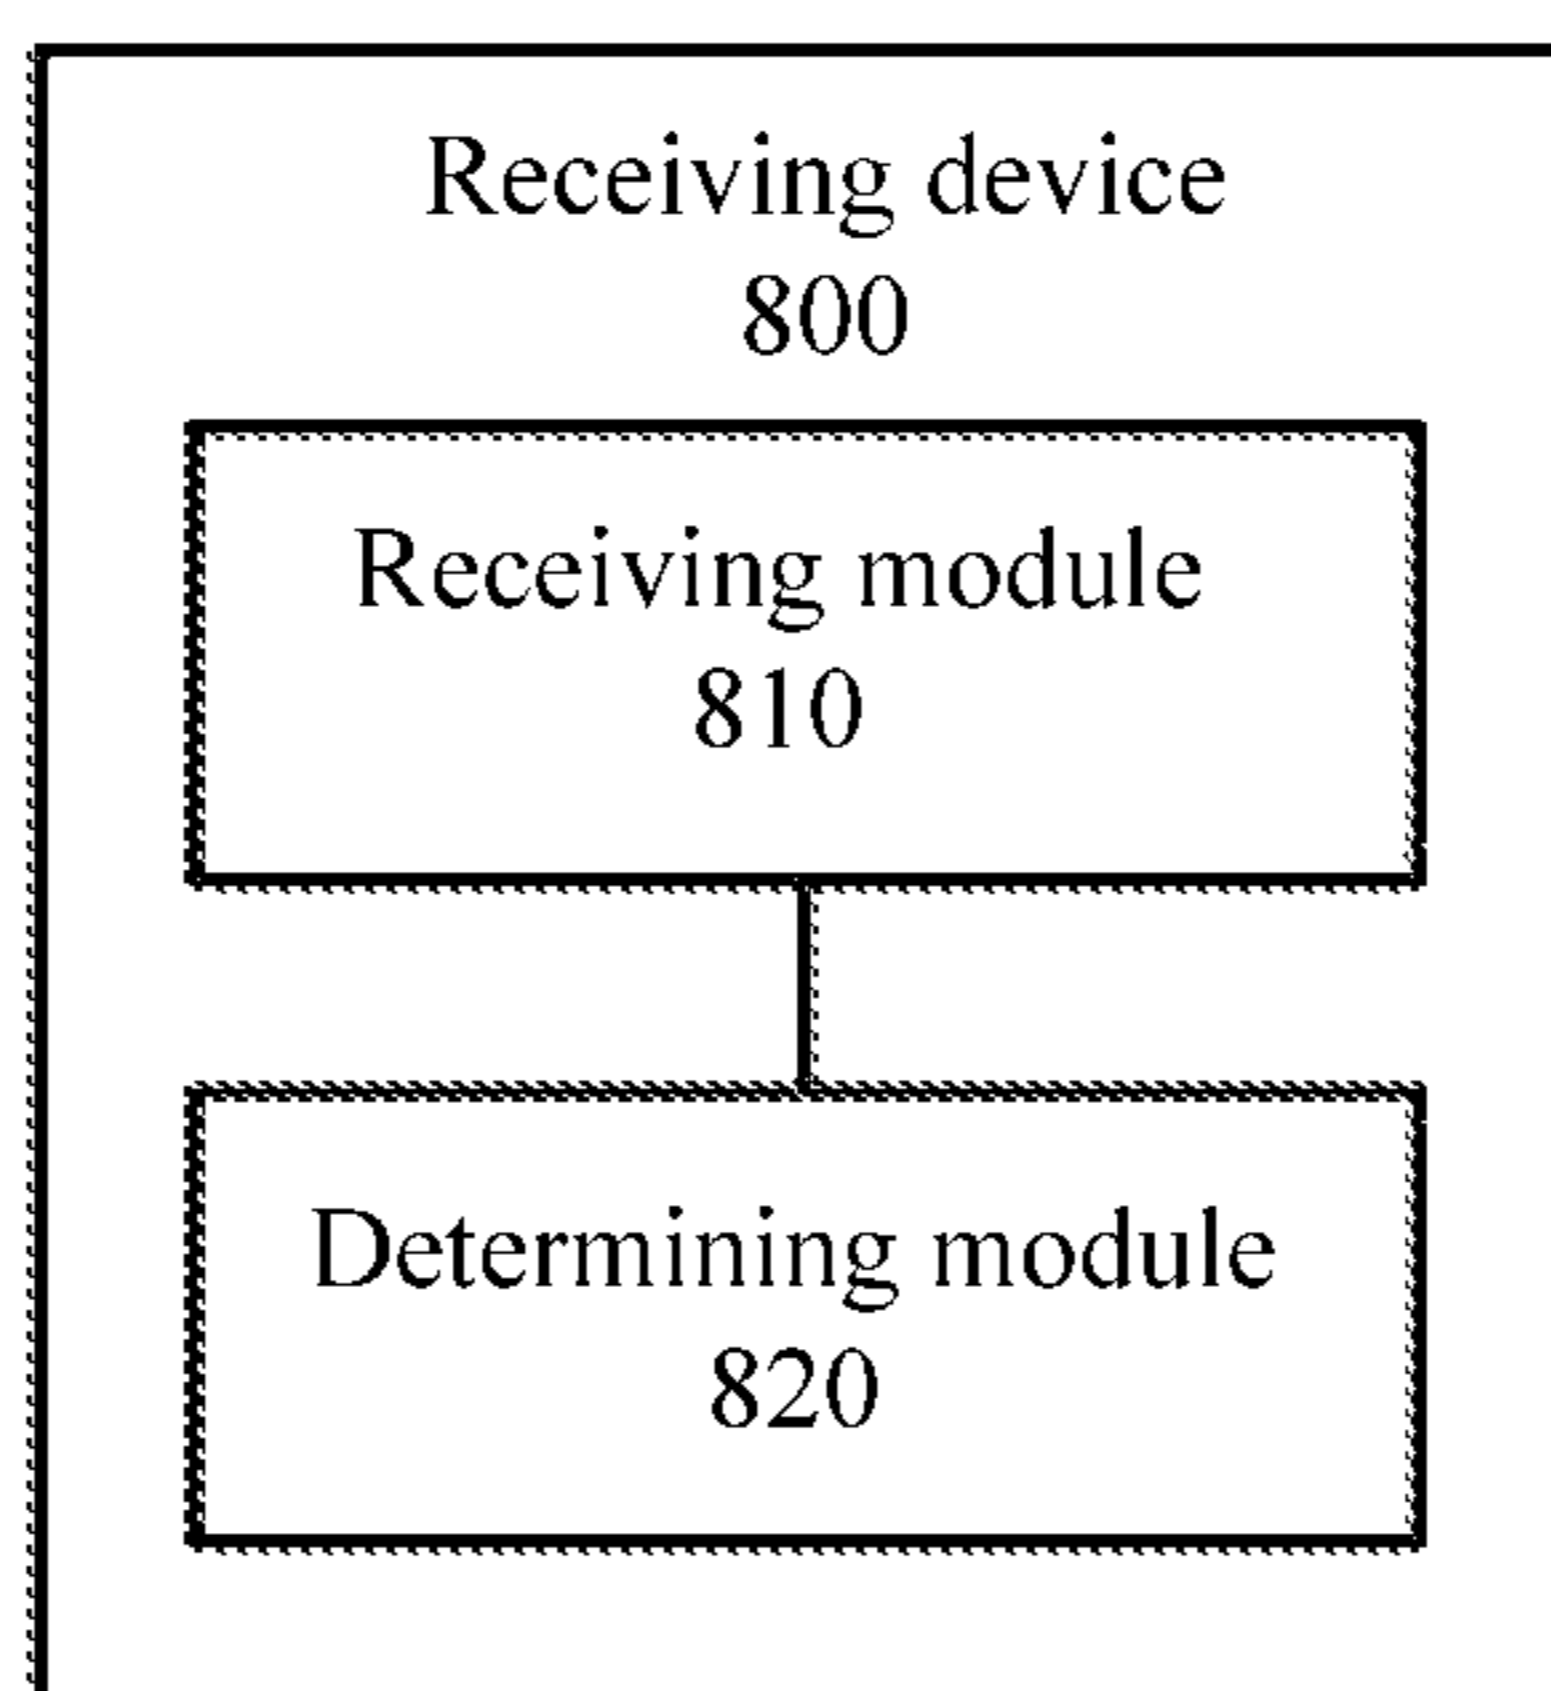 Receiving device
800
Receiving module
810
Determining module
820